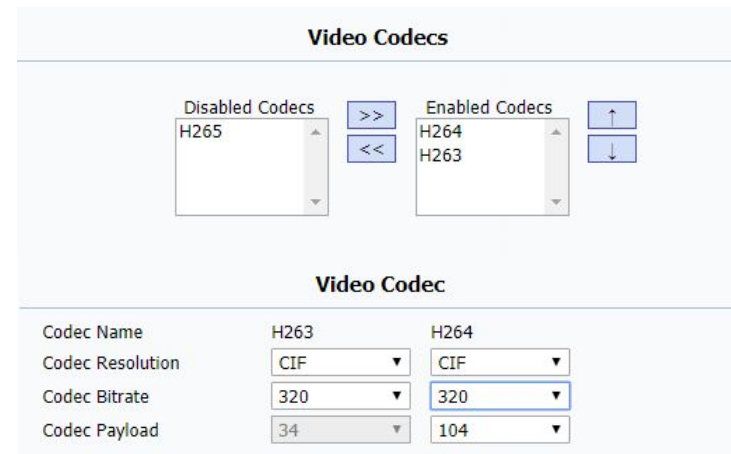 Video Codecs
Disabled Codecs >> Enabled Codecs ↑
H265 H264
<< H263 ↓
Video Codec
Codec Name H263 H264
Codec Resolution CIF CIF
Codec Bitrate 320 320
Codec Payload 34 104